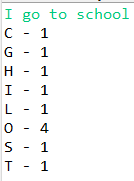 I go to school
C - 1
G - 1
H - 1
I - 1
L - 1
O - 4
S - 1
T - 1